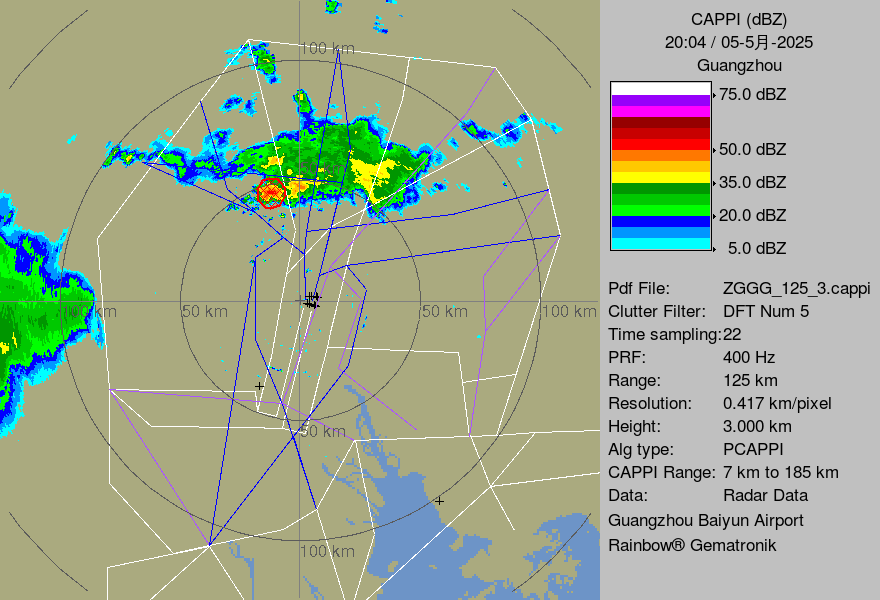 100 km
100 km
50 km
50 km
100 km
50 km
100 km
CAPPI (dBZ)
20:04 / 05-5月-2025
Guangzhou
75.0 dBZ
50.0 dBZ
35.0 dBZ
20.0 dBZ
5.0 dBZ
Pdf File: ZGGG_125_3.cappi
Clutter Filter: DFT Num 5
Time sampling:22
PRF: 400 Hz
Range: 125 km
Resolution: 0.417 km/pixel
Height: 3.000 km
Alg type: PCAPPI
CAPPI Range: 7 km to 185 km
Data: Radar Data
Guangzhou Baiyun Airport
Rainbow® Gematronik